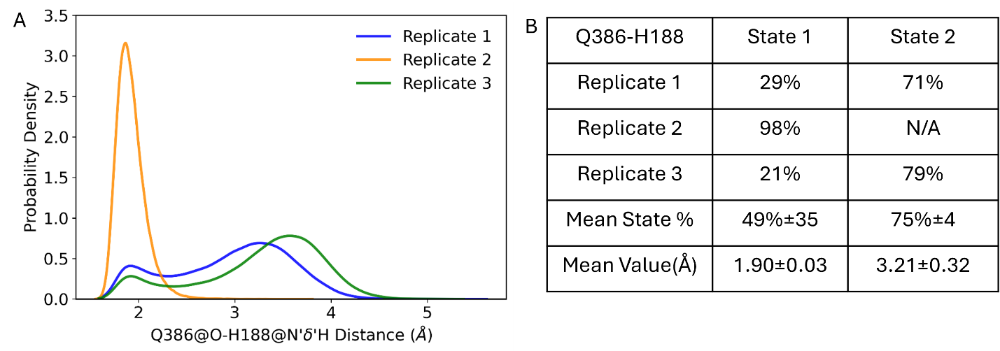 A
3.5
3.0
2.5
2.0
1.5
1.0
0.5
0.0
Probability Density
2 3 4 5
Q386@O-H188@N'δ'H Distance (Å)
Replicate 1
Replicate 2
Replicate 3
B
Q386-H188 State 1 State 2
Replicate 1 29% 71%
Replicate 2 98% N/A
Replicate 3 21% 79%
Mean State % 49%±35 75%±4
Mean Value(Å) 1.90±0.03 3.21±0.32